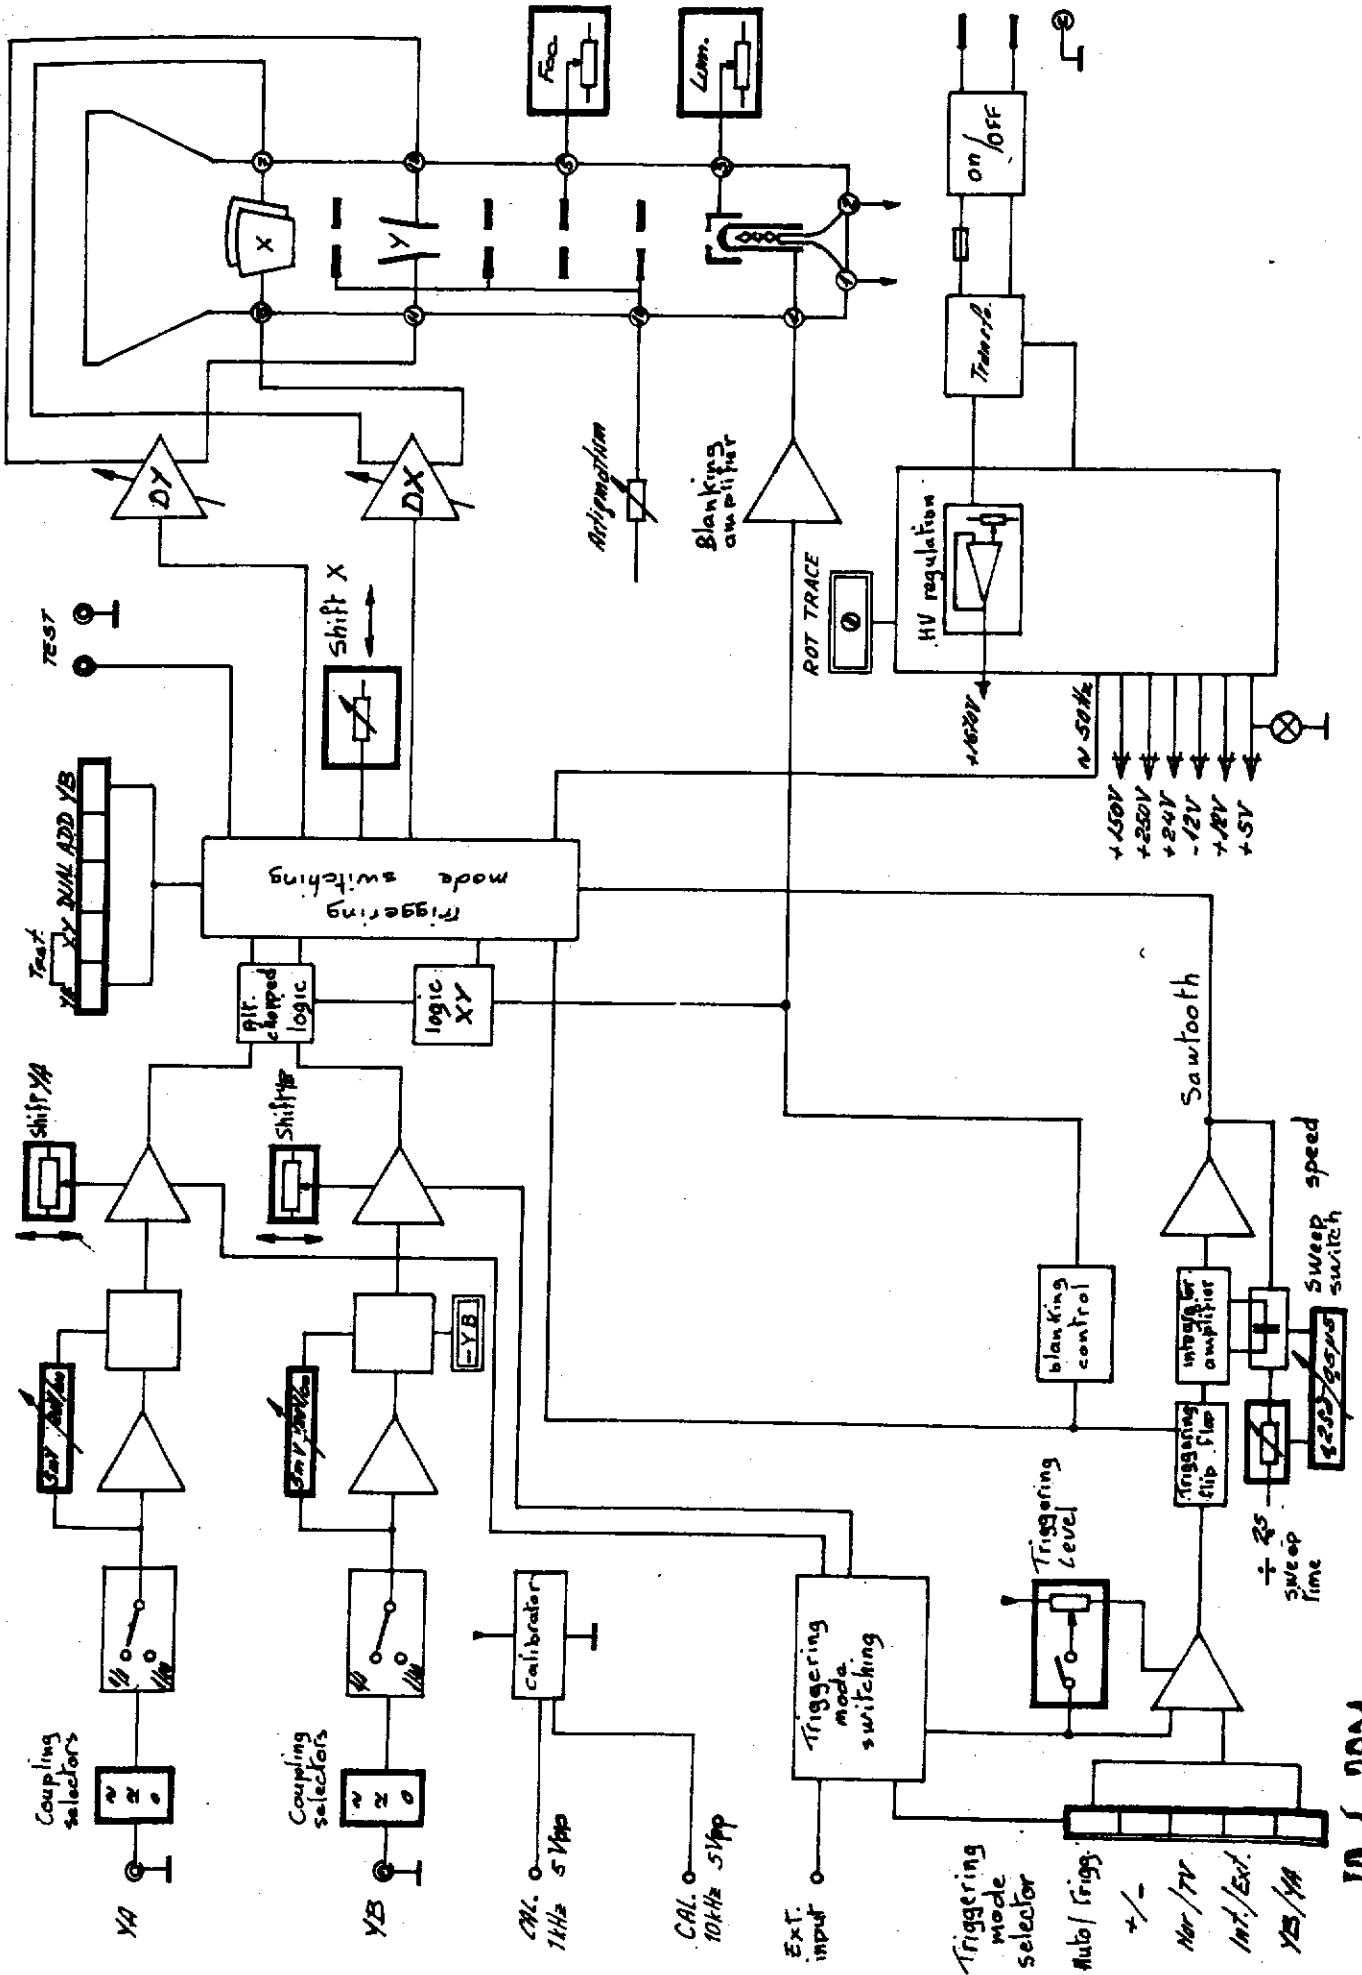 YA
Coupling
selectors
Shift YA
YB
Coupling
selectors
-YB
Shift YB
CAL.
1kHz 5Vpp
calibrator
CAL
10kHz 5Vpp
Ext.
input
Triggering
mode
switching
Triggering
mode
selector
Auto/Trigg.
+/-
Nor/TV
Int./Ext.
YB/YA
Triggering
Level
Triggering
flip flop
integrator
amplifier
blanking
control
÷ 2,5
sweep
time
sweep speed
switch
Sawtooth
Alt.
chopped
logic
logic
XY
Test
YA XY DUAL ADD YB
Triggering
mode switching
TEST
Shift X
DY
DX
X
Y
Foc.
Lum.
Astigmatism
Blanking
amplifier
ROT TRACE
HV regulation
Transfo.
on/OFF
~ 50Hz
+150V
+250V
+24V
-12V
+12V
+5V